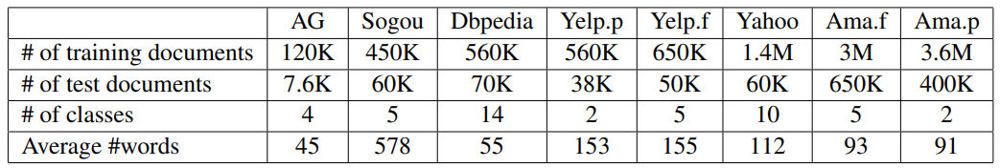 AG Sogou Dbpedia Yelp.p Yelp.f Yahoo Ama.f Ama.p
# of training documents 120K 450K 560K 560K 650K 1.4M 3M 3.6M
# of test documents 7.6K 60K 70K 38K 50K 60K 650K 400K
# of classes 4 5 14 2 5 10 5 2
Average #words 45 578 55 153 155 112 93 91